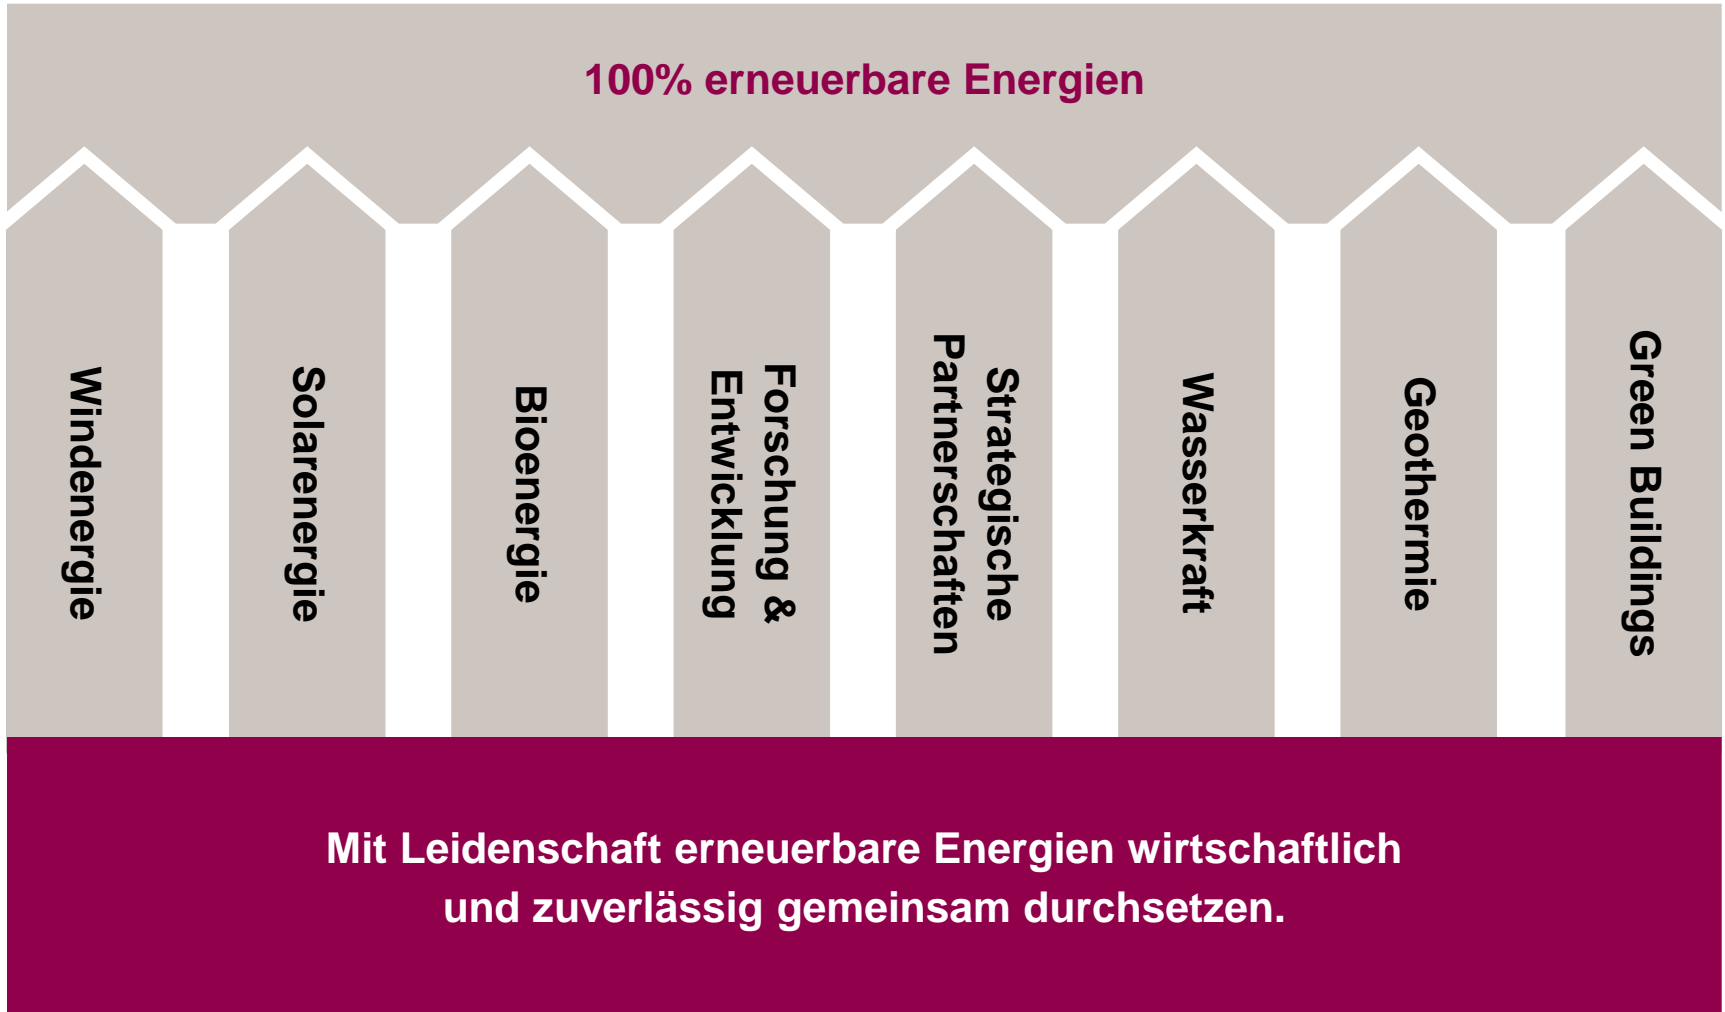 100% erneuerbare Energien
Windenergie
Solarenergie
Bioenergie
Forschung &
Entwicklung
Strategische
Partnerschaften
Wasserkraft
Geothermie
Green Buildings
Mit Leidenschaft erneuerbare Energien wirtschaftlich
und zuverlässig gemeinsam durchsetzen.